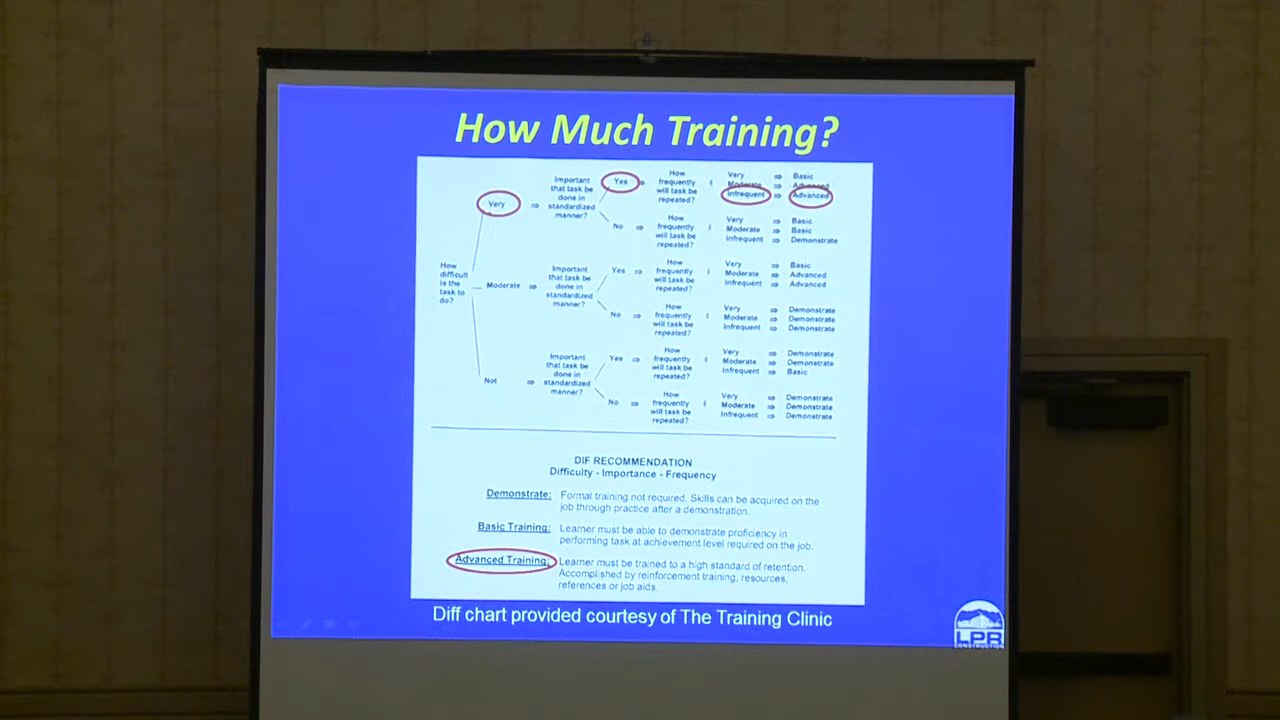 How Much Training?
How
difficult
is the
task to
do?
Very ⇒
Important
that task be
done in
standardized
manner?
Yes ⇒
How
frequently
will task be
repeated?
Very ⇒ Basic
Moderate ⇒ Advanced
Infrequent ⇒ Advanced
No ⇒
How
frequently
will task be
repeated?
Very ⇒ Basic
Moderate ⇒ Basic
Infrequent ⇒ Demonstrate
Moderate ⇒
Important
that task be
done in
standardized
manner?
Yes ⇒
How
frequently
will task be
repeated?
Very ⇒ Basic
Moderate ⇒ Advanced
Infrequent ⇒ Advanced
No ⇒
How
frequently
will task be
repeated?
Very ⇒ Demonstrate
Moderate ⇒ Demonstrate
Infrequent ⇒ Demonstrate
Not ⇒
Important
that task be
done in
standardized
manner?
Yes ⇒
How
frequently
will task be
repeated?
Very ⇒ Demonstrate
Moderate ⇒ Demonstrate
Infrequent ⇒ Basic
No ⇒
How
frequently
will task be
repeated?
Very ⇒ Demonstrate
Moderate ⇒ Demonstrate
Infrequent ⇒ Demonstrate
DIF RECOMMENDATION
Difficulty - Importance - Frequency
Demonstrate: Formal training not required. Skills can be acquired on the
job through practice after a demonstration.
Basic Training: Learner must be able to demonstrate proficiency in
performing task at achievement level required on the job.
Advanced Training: Learner must be trained to a high standard of retention.
Accomplished by reinforcement training, resources,
references or job aids.
Diff chart provided courtesy of The Training Clinic
LPR